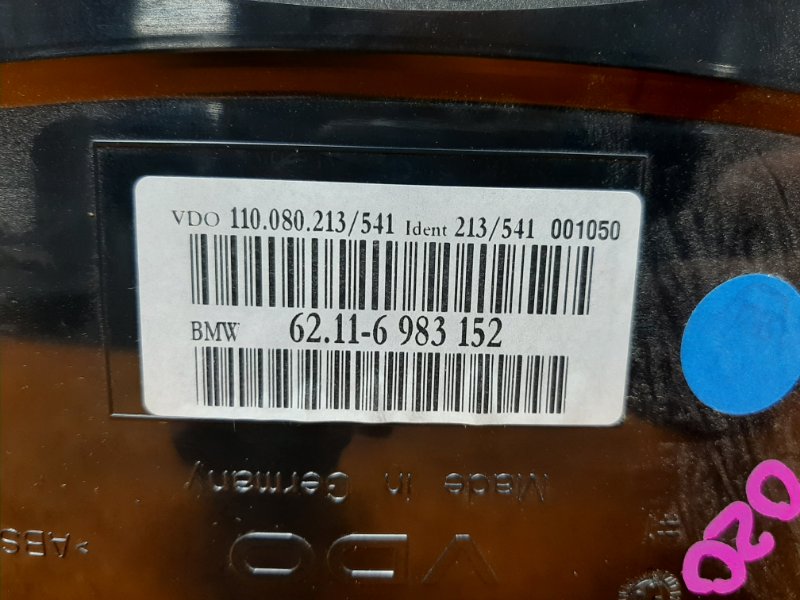 VDO 110.080.213/541 Ident 213/541 001050
BMW 62.11-6 983 152
Made in Germany
VDO
*ABS
020